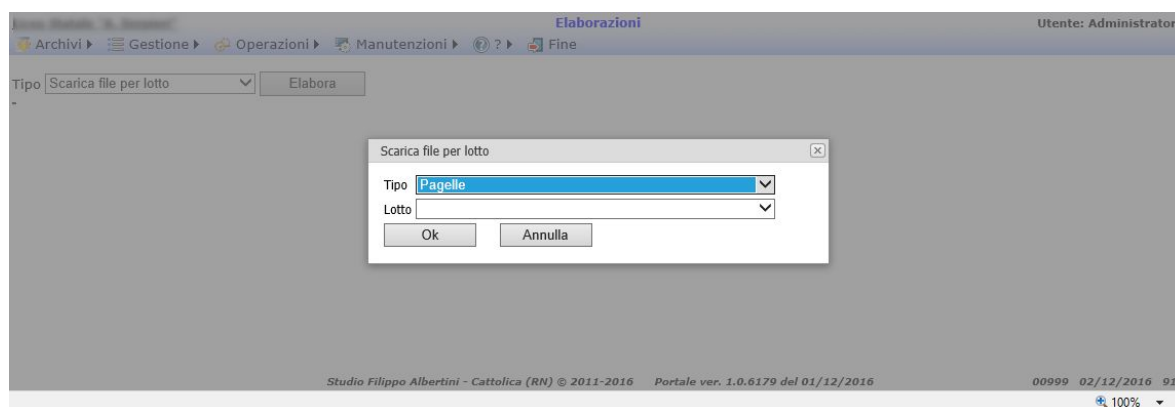 Elaborazioni Utente: Administrator
Archivi Gestione Operazioni Manutenzioni ? Fine
Tipo Scarica file per lotto Elabora
-
Scarica file per lotto
Tipo Pagelle
Lotto
Ok Annulla
Studio Filippo Albertini - Cattolica (RN) © 2011-2016 Portale ver. 1.0.6179 del 01/12/2016 00999 02/12/2016 91
100%